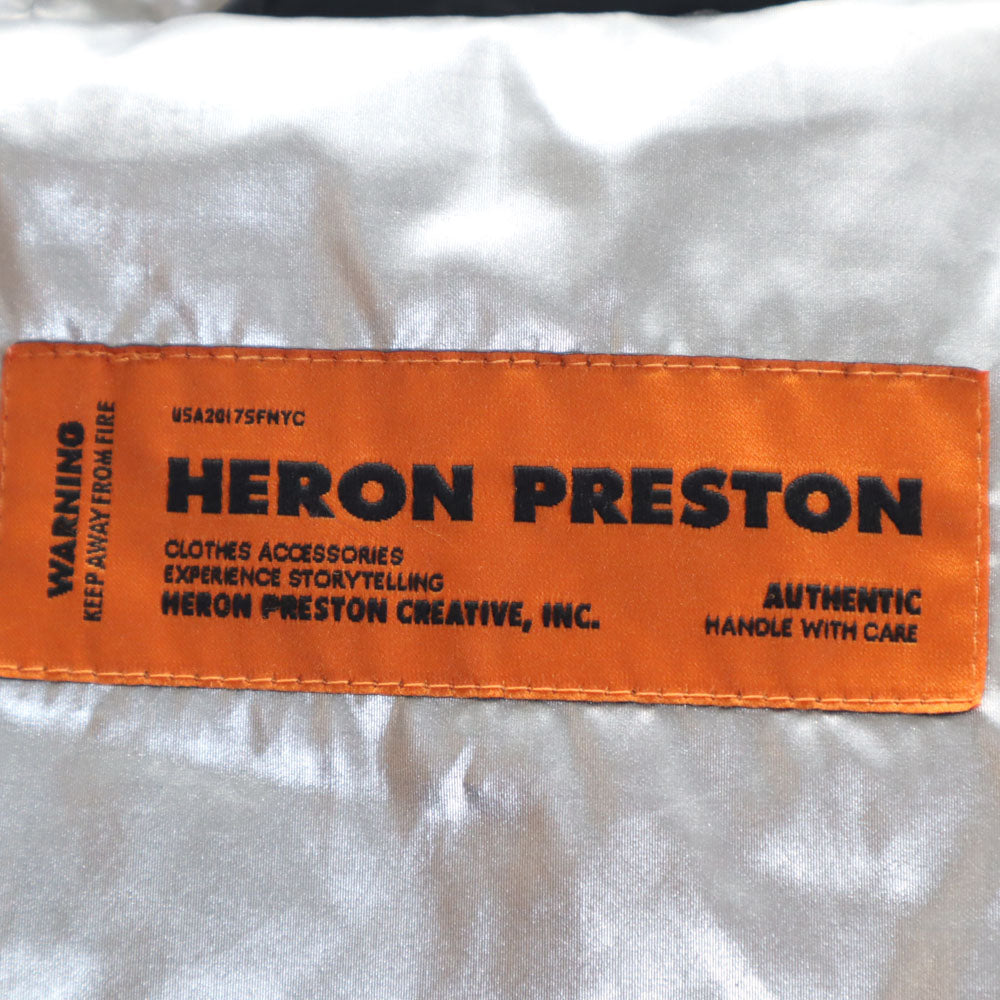 WARNING
KEEP AWAY FROM FIRE
USA2017SFNYC
HERON PRESTON
CLOTHES ACCESSORIES
EXPERIENCE STORYTELLING
HERON PRESTON CREATIVE, INC.
AUTHENTIC
HANDLE WITH CARE